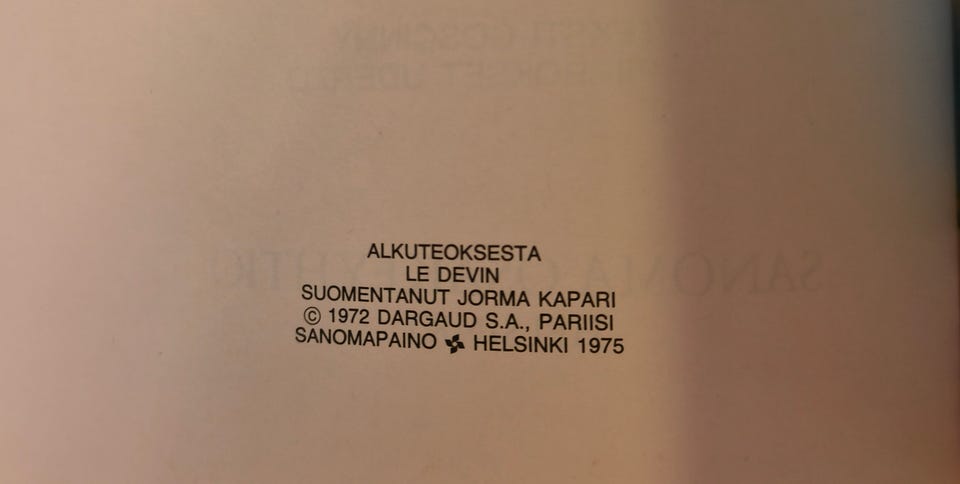 ALKUTEOKSESTA
LE DEVIN
SUOMENTANUT JORMA KAPARI
© 1972 DARGAUD S.A., PARIISI
SANOMAPAINO HELSINKI 1975